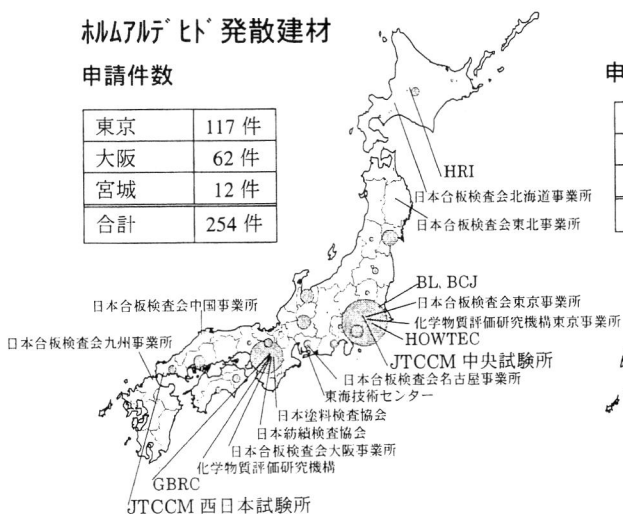 ホルムアルデヒド発散建材
申請件数
東京 117 件
大阪 62 件
宮城 12 件
合計 254 件
申
HRI
日本合板検査会北海道事業所
日本合板検査会東北事業所
BL、BCJ
日本合板検査会東京事業所
化学物質評価研究機構東京事業所
HOWTEC
JTCCM 中央試験所
日本合板検査会名古屋事業所
東海技術センター
日本合板検査会中国事業所
日本合板検査会九州事業所
日本塗料検査協会
日本紡績検査協会
日本合板検査会大阪事業所
化学物質評価研究機構
GBRC
JTCCM 西日本試験所